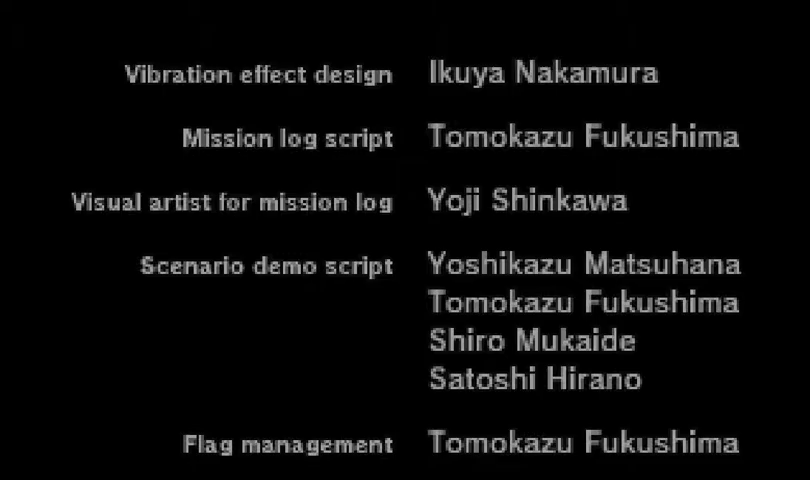 Vibration effect design Ikuya Nakamura
Mission log script Tomokazu Fukushima
Visual artist for mission log Yoji Shinkawa
Scenario demo script Yoshikazu Matsuhana
Tomokazu Fukushima
Shiro Mukaide
Satoshi Hirano
Flag management Tomokazu Fukushima